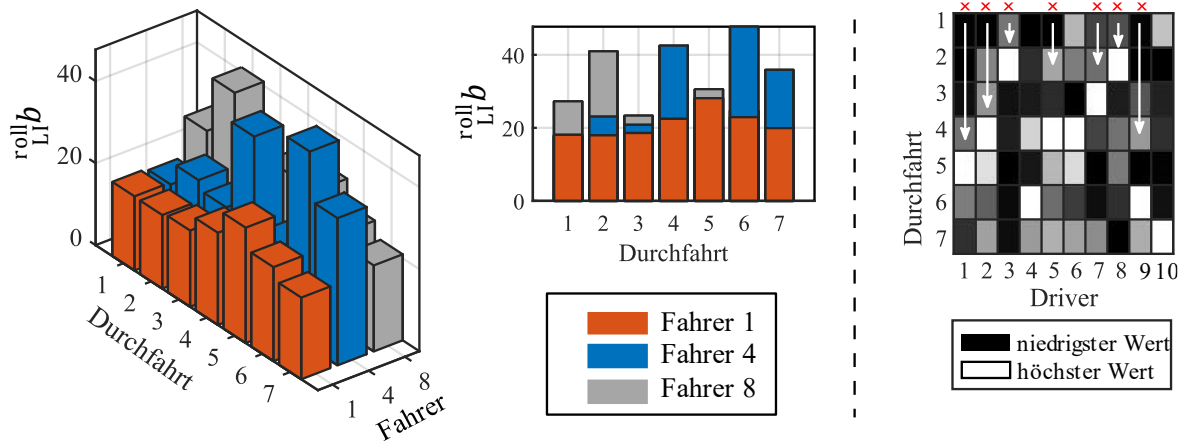 roll
LI b
40
20
0
1 2 3 4 5 6 7
Durchfahrt
1 4 8
Fahrer
roll
LI b
40
20
0
1 2 3 4 5 6 7
Durchfahrt
Fahrer 1
Fahrer 4
Fahrer 8
× × × × × × ×
Durchfahrt
1
2
3
4
5
6
7
1 2 3 4 5 6 7 8 9 10
Driver
niedrigster Wert
höchster Wert